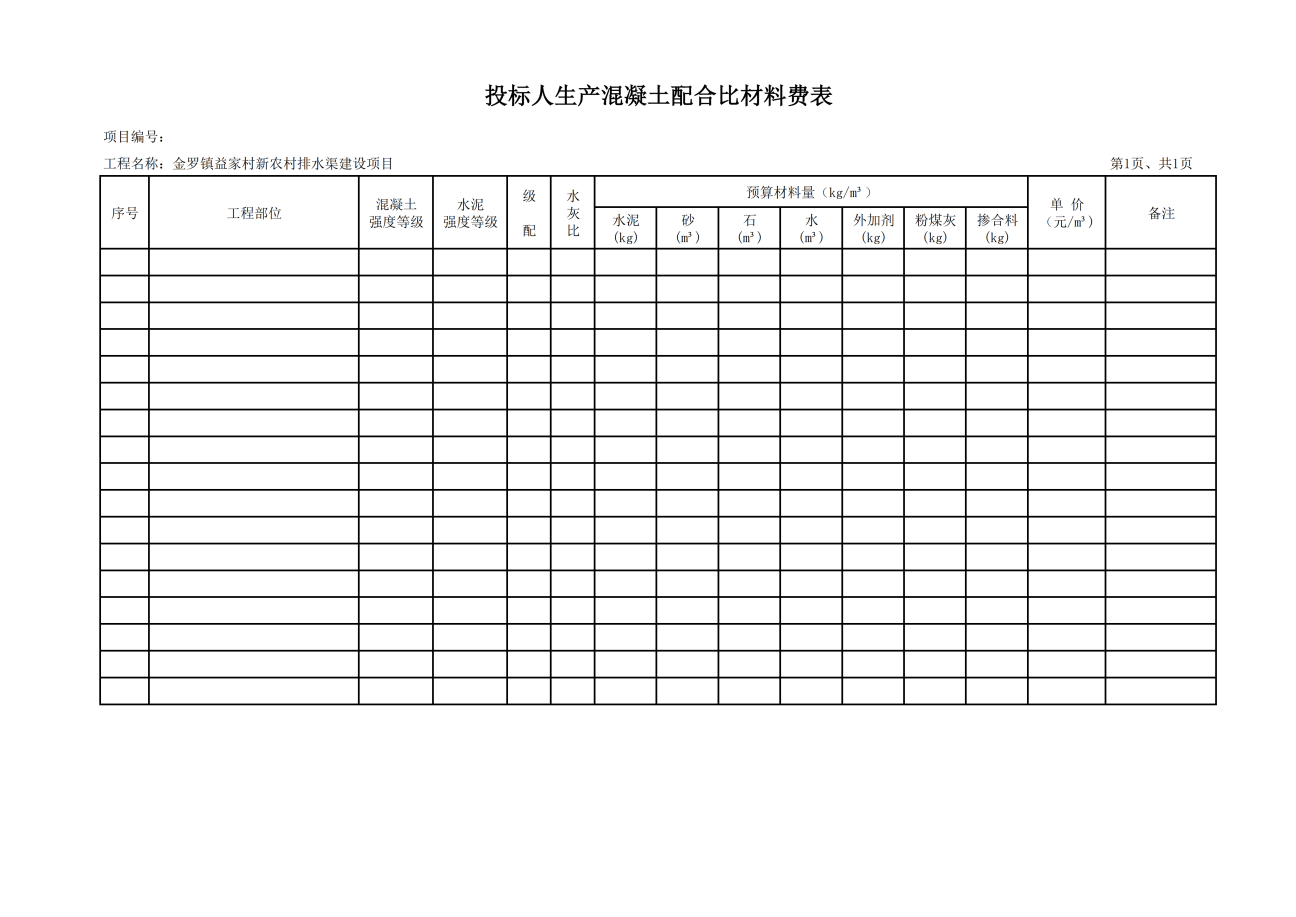 投标人生产混凝土配合比材料费表
项目编号：
工程名称：金罗镇益家村新农村排水渠建设项目 第1页、共1页
序号 工程部位 混凝土强度等级 水泥强度等级 级配 水灰比 预算材料量（kg/m³） 单 价（元/m³) 备注
水泥(kg) 砂(m³) 石(m³) 水(m³) 外加剂(kg) 粉煤灰(kg) 掺合料(kg)